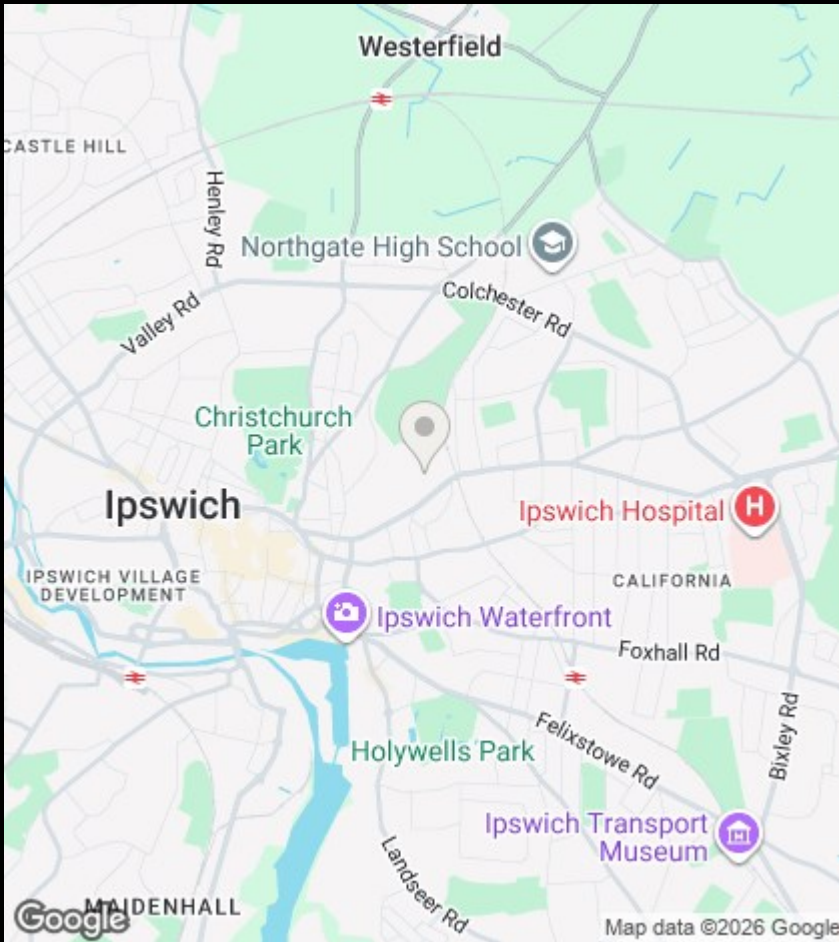 Westerfield
CASTLE HILL
Henley Rd
Northgate High School
Colchester Rd
Valley Rd
Christchurch
Park
Ipswich
Ipswich Hospital
H
IPSWICH VILLAGE
DEVELOPMENT
CALIFORNIA
Ipswich Waterfront
Foxhall Rd
Bixley Rd
Felixstowe Rd
Holywells Park
Ipswich Transport
Museum
Landseer Rd
MAIDENHALL
Google
Map data ©2026 Google